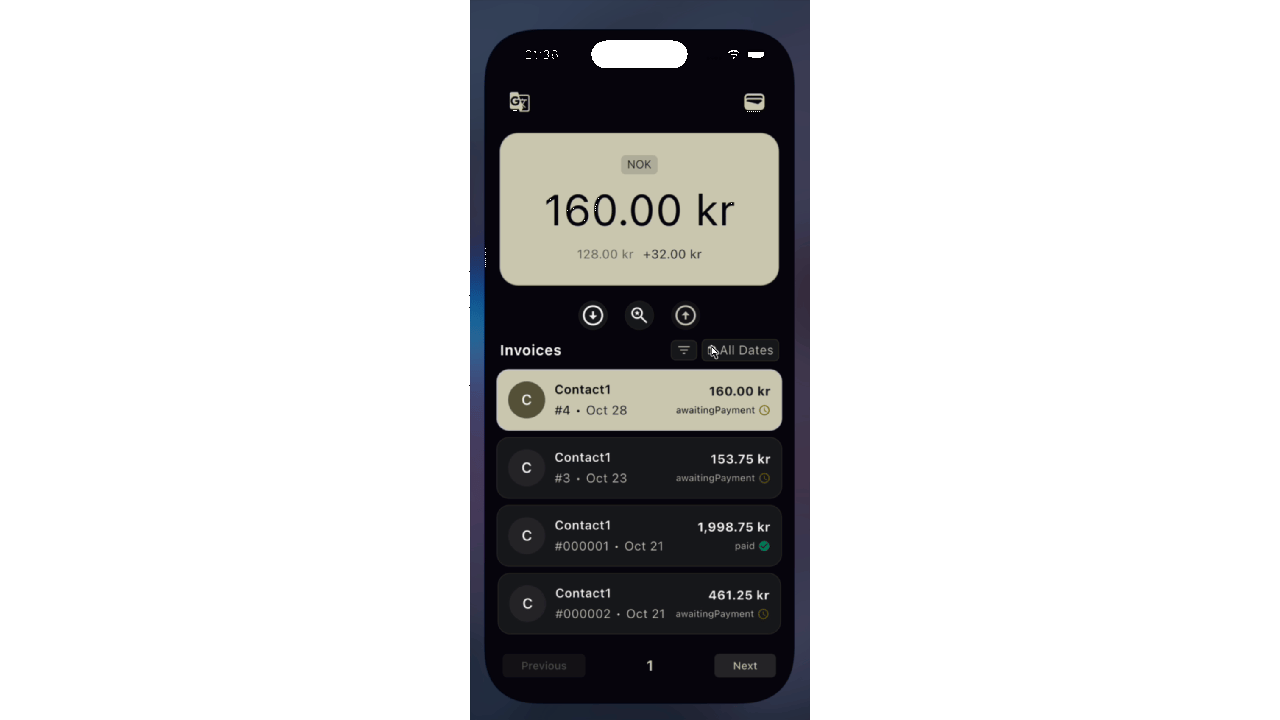 21:36
NOK
160.00 kr
128.00 kr +32.00 kr
Invoices
All Dates
C
Contact1
160.00 kr
#4 • Oct 28
awaitingPayment
C
Contact1
153.75 kr
#3 • Oct 23
awaitingPayment
C
Contact1
1,998.75 kr
#000001 • Oct 21
paid
C
Contact1
461.25 kr
#000002 • Oct 21
awaitingPayment
Previous
1
Next